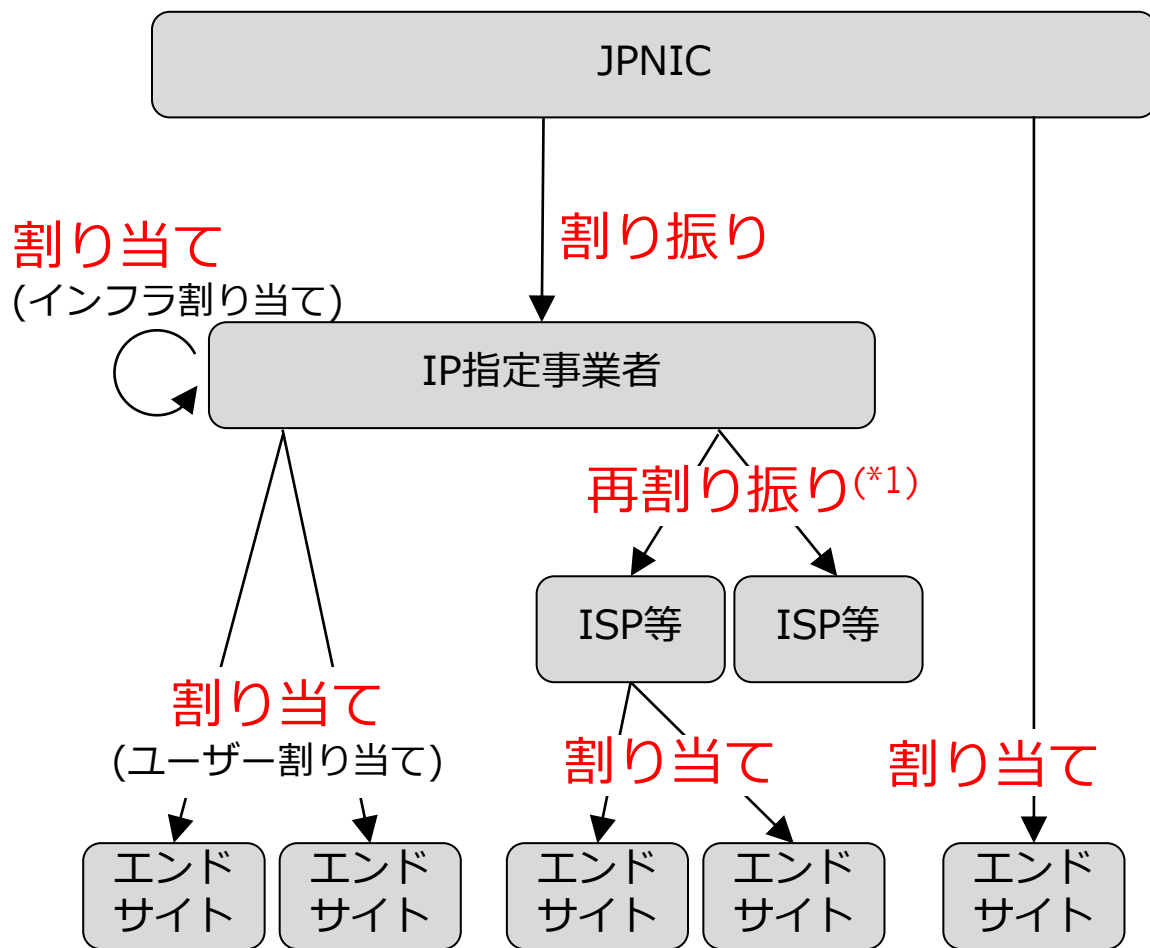 JPNIC
割り当て
(インフラ割り当て)
割り振り
IP指定事業者
再割り振り(*1)
ISP等
ISP等
割り当て
(ユーザー割り当て)
割り当て
割り当て
エンド
サイト
エンド
サイト
エンド
サイト
エンド
サイト
エンド
サイト